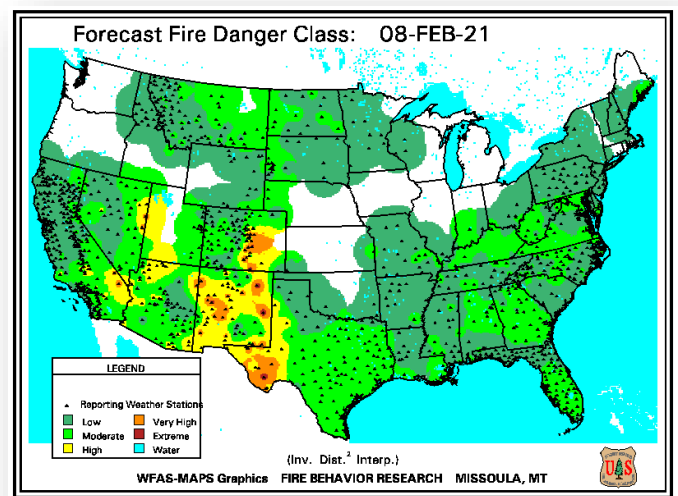 Forecast Fire Danger Class: 08-FEB-21
LEGEND
Reporting Weather Stations
Low
Very High
Moderate
Extreme
High
Water
(Inv. Dist.² Interp.)
WFAS-MAPS Graphics FIRE BEHAVIOR RESEARCH MISSOULA, MT
U S